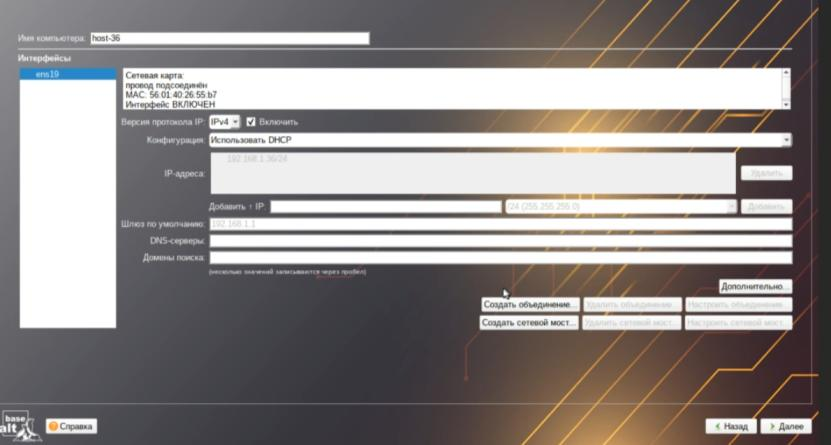 Имя компьютера: host-36
Интерфейсы
ens19
Сетевая карта:
провод подсоединён
MAC: 56:01:40:26:55:b7
Интерфейс ВКЛЮЧЕН
Версия протокола IP: IPv4 Включить
Конфигурация: Использовать DHCP
IP-адреса: 192.168.1.36/24 Удалить
Добавить ↑ IP: /24 (255.255.255.0) Добавить
Шлюз по умолчанию: 192.168.1.1
DNS-серверы:
Домены поиска:
(несколько значений записываются через пробел)
Дополнительно...
Создать объединение... Удалить объединение... Настроить объединение...
Создать сетевой мост... Удалить сетевой мост... Настроить сетевой мост...
base
alt
Справка Назад Далее